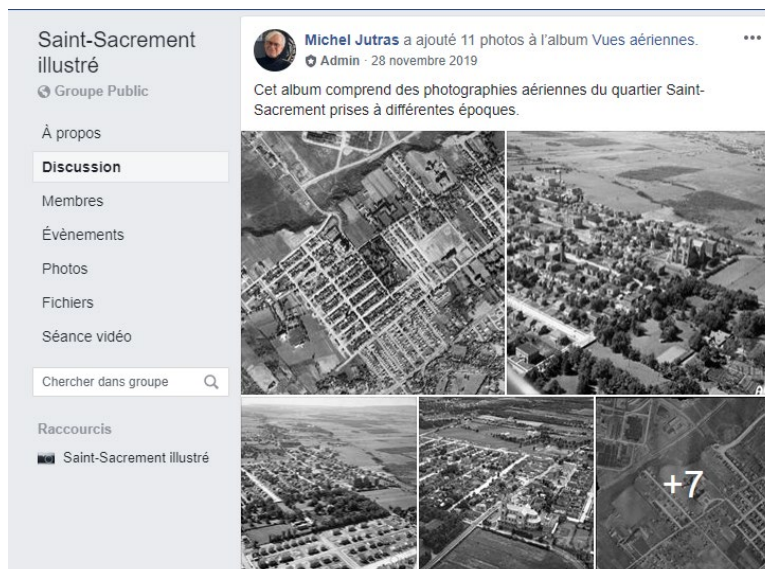 Saint-Sacrement
illustré
Groupe Public
À propos
Discussion
Membres
Évènements
Photos
Fichiers
Séance vidéo
Chercher dans groupe
Raccourcis
Saint-Sacrement illustré
Michel Jutras a ajouté 11 photos à l'album Vues aériennes.
Admin · 28 novembre 2019
Cet album comprend des photographies aériennes du quartier Saint-
Sacrement prises à différentes époques.
+7